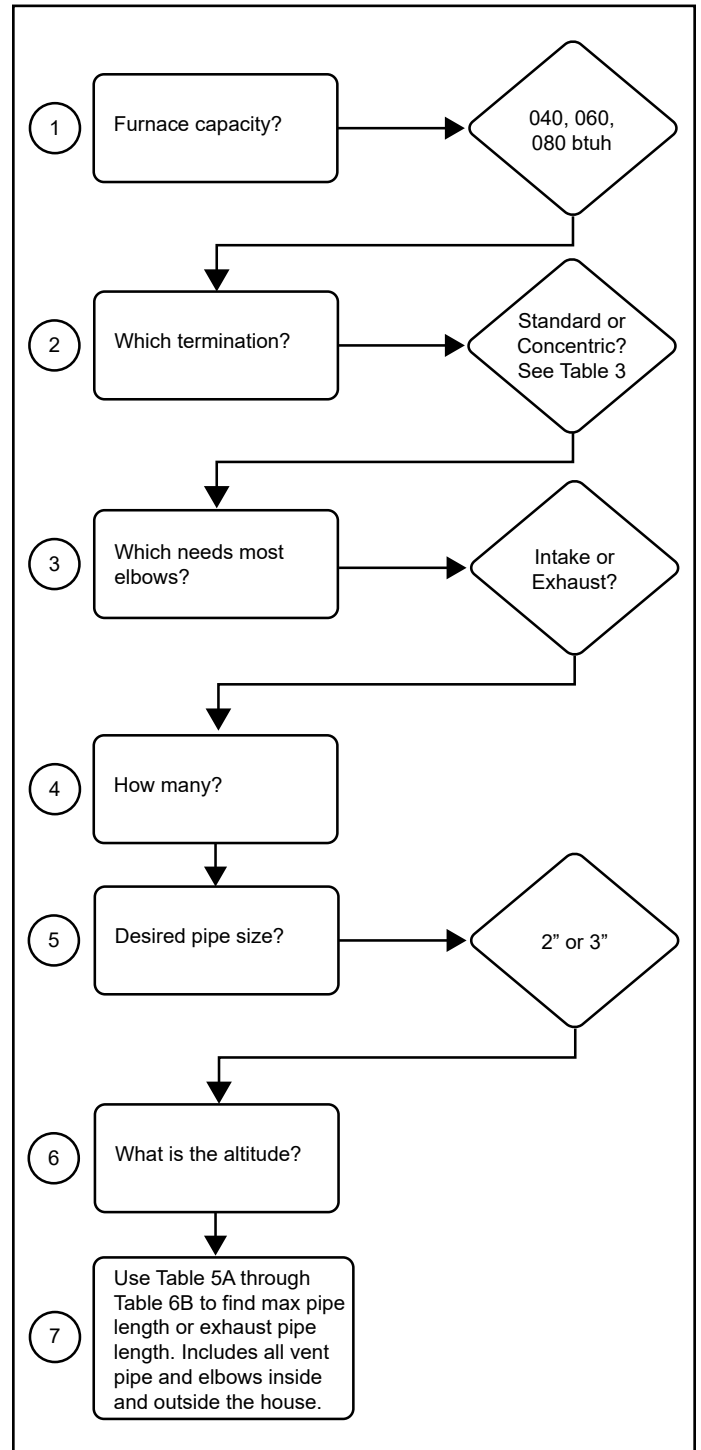 1
Furnace capacity?
040, 060,
080 btuh
2
Which termination?
Standard or
Concentric?
See Table 3
3
Which needs most
elbows?
Intake or
Exhaust?
4
How many?
5
Desired pipe size?
2” or 3”
6
What is the altitude?
7
Use Table 5A through
Table 6B to find max pipe
length or exhaust pipe
length. Includes all vent
pipe and elbows inside
and outside the house.